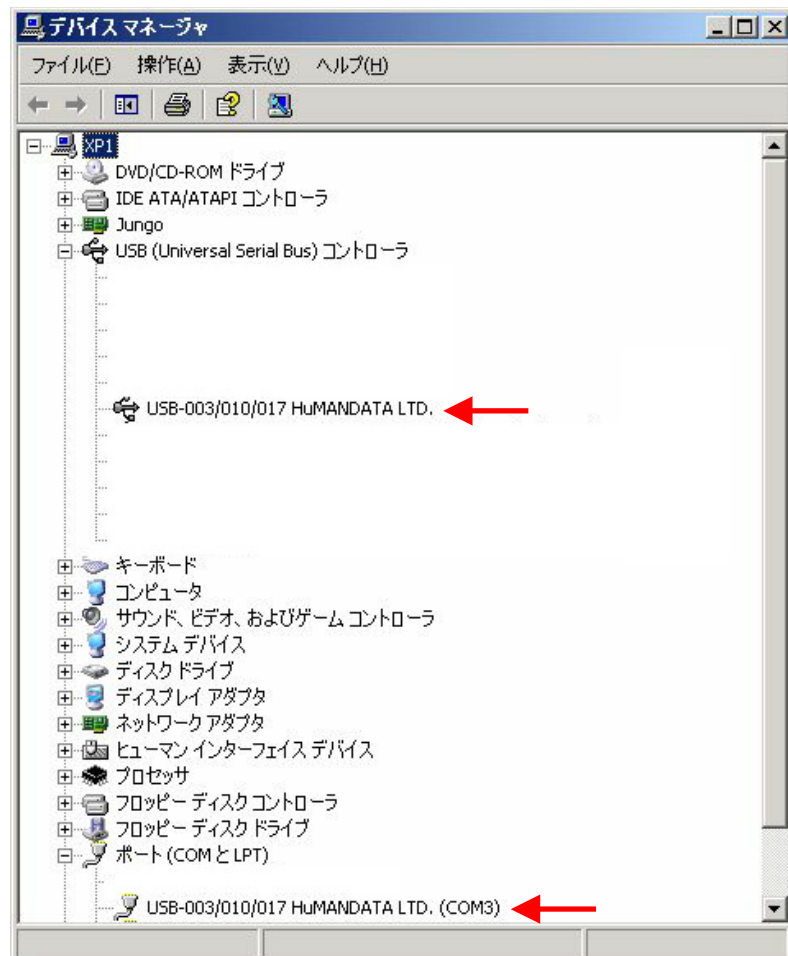 デバイス マネージャ
ファイル(F) 操作(A) 表示(V) ヘルプ(H)
XP1
DVD/CD-ROM ドライブ
IDE ATA/ATAPI コントローラ
Jungo
USB (Universal Serial Bus) コントローラ
USB-003/010/017 HuMANDATA LTD.
キーボード
コンピュータ
サウンド、ビデオ、およびゲーム コントローラ
システム デバイス
ディスク ドライブ
ディスプレイ アダプタ
ネットワーク アダプタ
ヒューマン インターフェイス デバイス
プロセッサ
フロッピー ディスク コントローラ
フロッピー ディスク ドライブ
ポート (COM と LPT)
USB-003/010/017 HuMANDATA LTD. (COM3)